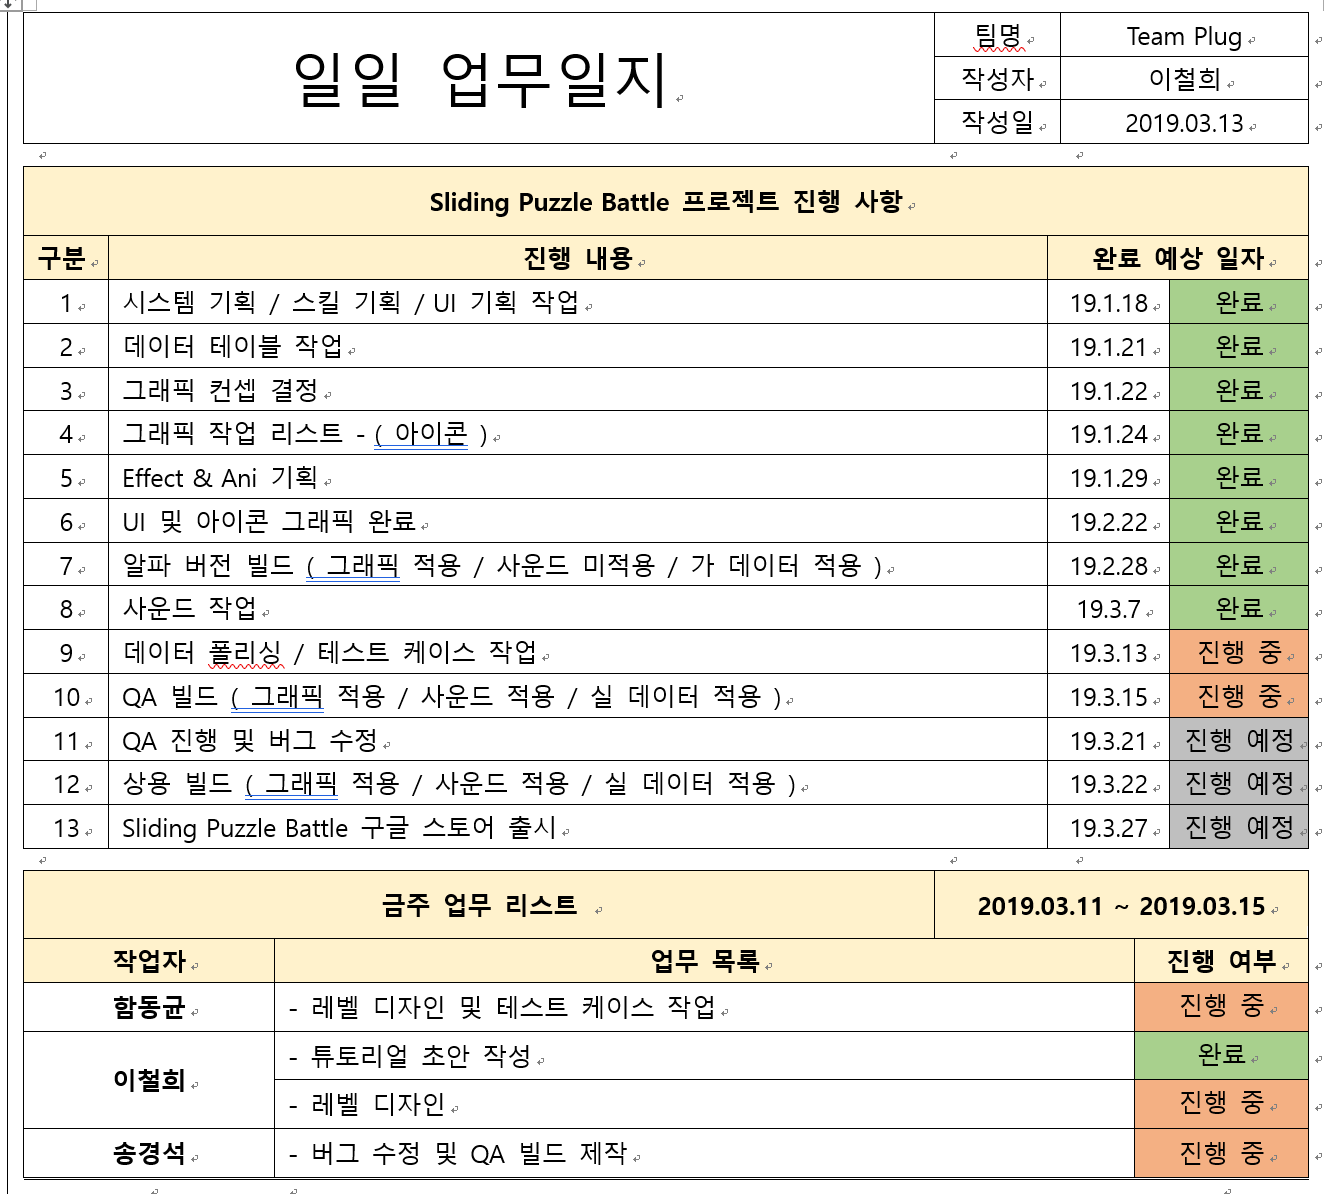 일일 업무일지
팀명 Team Plug
작성자 이철희
작성일 2019.03.13
Sliding Puzzle Battle 프로젝트 진행 사항
구분 진행 내용 완료 예상 일자
1 시스템 기획 / 스킬 기획 / UI 기획 작업 19.1.18 완료
2 데이터 테이블 작업 19.1.21 완료
3 그래픽 컨셉 결정 19.1.22 완료
4 그래픽 작업 리스트 - ( 아이콘 ) 19.1.24 완료
5 Effect & Ani 기획 19.1.29 완료
6 UI 및 아이콘 그래픽 완료 19.2.22 완료
7 알파 버전 빌드 ( 그래픽 적용 / 사운드 미적용 / 가 데이터 적용 ) 19.2.28 완료
8 사운드 작업 19.3.7 완료
9 데이터 폴리싱 / 테스트 케이스 작업 19.3.13 진행 중
10 QA 빌드 ( 그래픽 적용 / 사운드 적용 / 실 데이터 적용 ) 19.3.15 진행 중
11 QA 진행 및 버그 수정 19.3.21 진행 예정
12 상용 빌드 ( 그래픽 적용 / 사운드 적용 / 실 데이터 적용 ) 19.3.22 진행 예정
13 Sliding Puzzle Battle 구글 스토어 출시 19.3.27 진행 예정
금주 업무 리스트 2019.03.11 ~ 2019.03.15
작업자 업무 목록 진행 여부
함동균 - 레벨 디자인 및 테스트 케이스 작업 진행 중
이철희 - 튜토리얼 초안 작성 완료
- 레벨 디자인 진행 중
송경석 - 버그 수정 및 QA 빌드 제작 진행 중